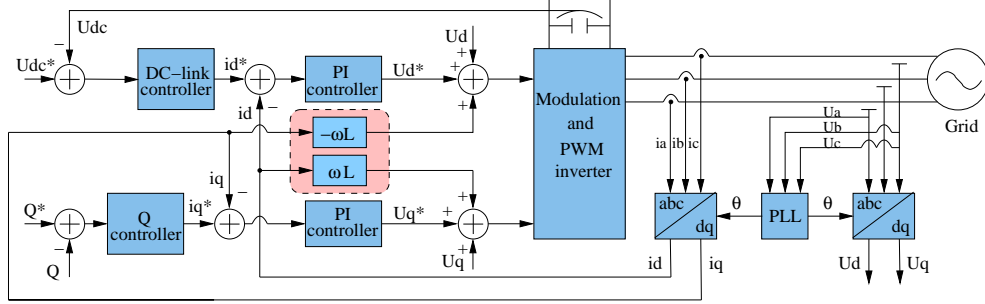 Udc
Ud
Udc*
DC−link
controller
id*
PI
controller
Ud*
Modulation
and
PWM
inverter
Grid
id
−ωL
ωL
iq
Q*
Q
controller
iq*
PI
controller
Uq*
Q
Uq
ia
ib
ic
Ua
Ub
Uc
abc
dq
θ
PLL
θ
abc
dq
id
iq
Ud
Uq
−
−
−
−
+
+
+
+
+
+